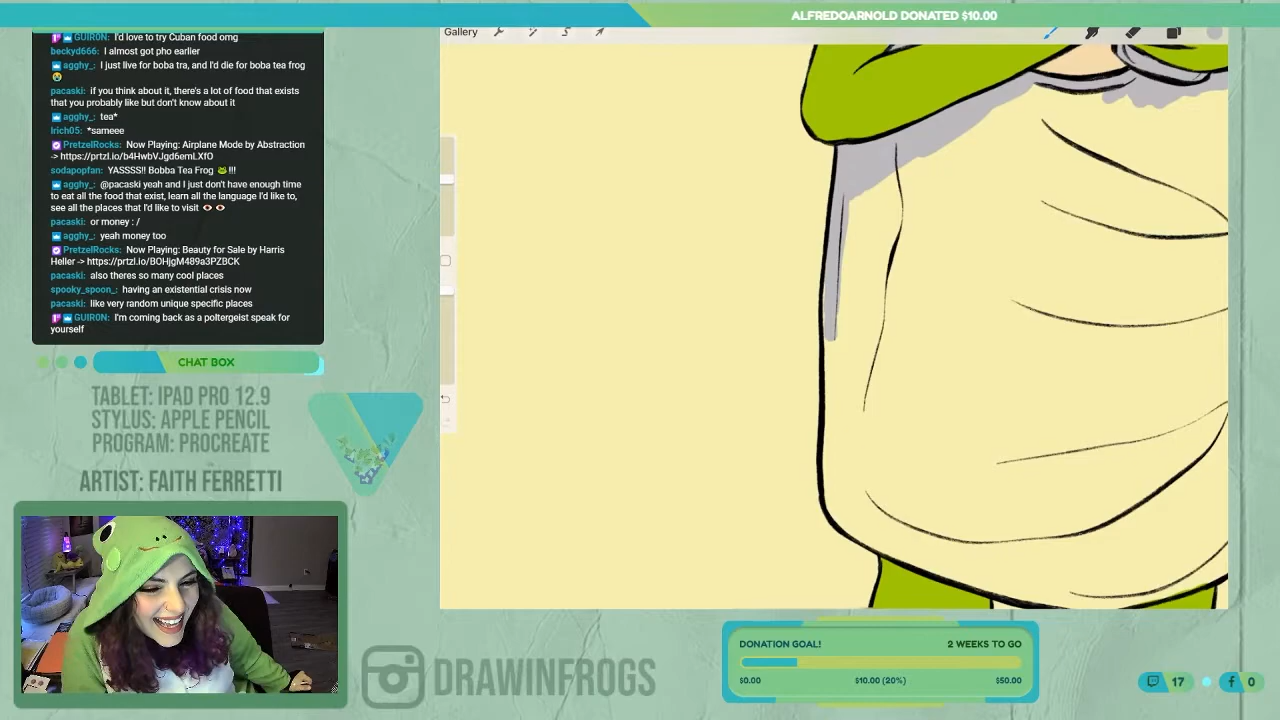 ALFREDOARNOLD DONATED $10.00
GUIR0N: I'd love to try Cuban food omg
beckyd666: I almost got pho earlier
agghy_: I just live for boba tra, and I'd die for boba tea frog
😭
pacaski: if you think about it, there's a lot of food that exists
that you probably like but don't know about it
agghy_: tea*
lrich05: *sameee
PretzelRocks: Now Playing: Airplane Mode by Abstraction
-> https://prtzl.io/b4HwbVJgd6emLXfO
sodapopfan: YASSSS!! Bobba Tea Frog 🐸 !!!
agghy_: @pacaski yeah and I just don't have enough time
to eat all the food that exist, learn all the language I'd like to,
see all the places that I'd like to visit 👁 👁
pacaski: or money : /
agghy_: yeah money too
PretzelRocks: Now Playing: Beauty for Sale by Harris
Heller -> https://prtzl.io/BOHjgM489a3PZBCK
pacaski: also theres so many cool places
spooky_spoon_: having an existential crisis now
pacaski: like very random unique specific places
GUIR0N: I'm coming back as a poltergeist speak for
yourself
CHAT BOX
TABLET: IPAD PRO 12.9
STYLUS: APPLE PENCIL
PROGRAM: PROCREATE
ARTIST: FAITH FERRETTI
Gallery
DRAWINFROGS
DONATION GOAL! 2 WEEKS TO GO
$0.00 $10.00 (20%) $50.00
17 0